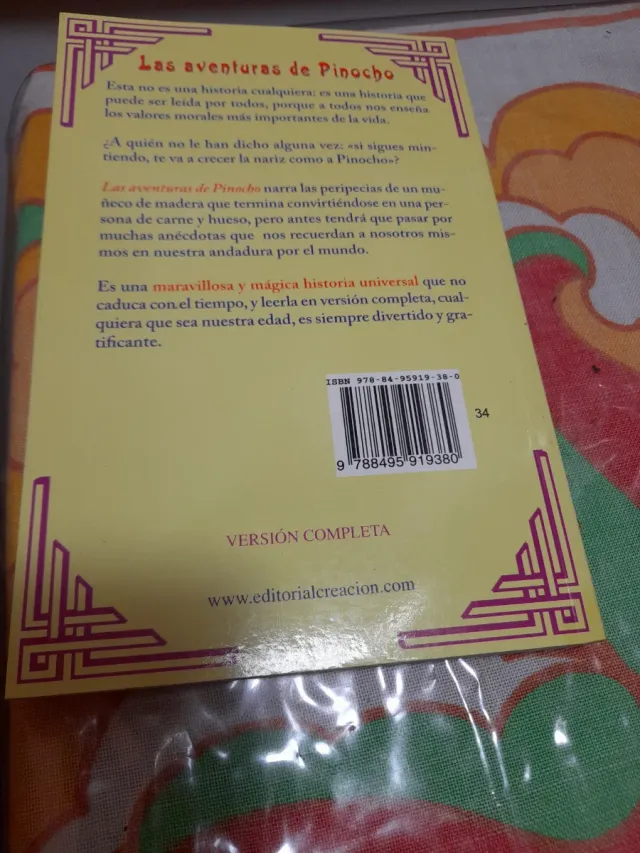 Las aventuras de Pinocho
Esta no es una historia cualquiera: es una historia que
puede ser leída por todos, porque a todos nos enseña
los valores morales más importantes de la vida.
¿A quién no le han dicho alguna vez: «si sigues min-
tiendo, te va a crecer la nariz como a Pinocho»?
Las aventuras de Pinocho narra las peripecias de un mu-
ñeco de madera que termina convirtiéndose en una per-
sona de carne y hueso, pero antes tendrá que pasar por
muchas anécdotas que nos recuerdan a nosotros mis-
mos en nuestra andadura por el mundo.
Es una maravillosa y mágica historia universal que no
caduca con el tiempo, y leerla en versión completa, cual-
quiera que sea nuestra edad, es siempre divertido y gra-
tificante.
ISBN 978-84-95919-38-0
34
9 788495 919380
VERSIÓN COMPLETA
www.editorialcreacion.com